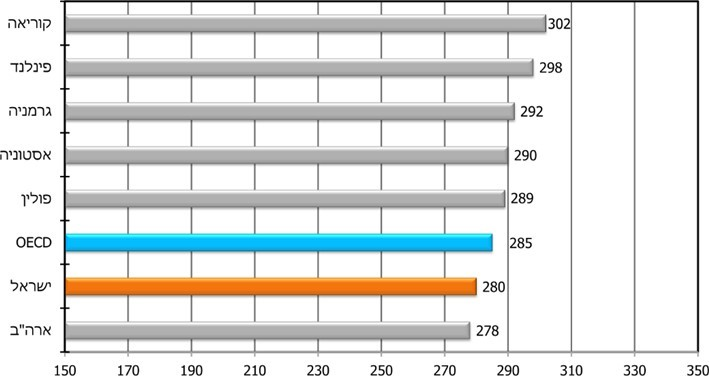 קוריאה 302
פינלנד 298
גרמניה 292
אסטוניה 290
פולין 289
OECD 285
ישראל 280
ארה"ב 278
150 170 190 210 230 250 270 290 310 330 350